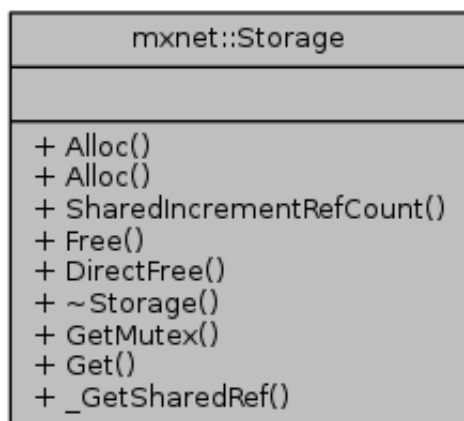 mxnet::Storage
+ Alloc()
+ Alloc()
+ SharedIncrementRefCount()
+ Free()
+ DirectFree()
+ ~Storage()
+ GetMutex()
+ Get()
+ _GetSharedRef()